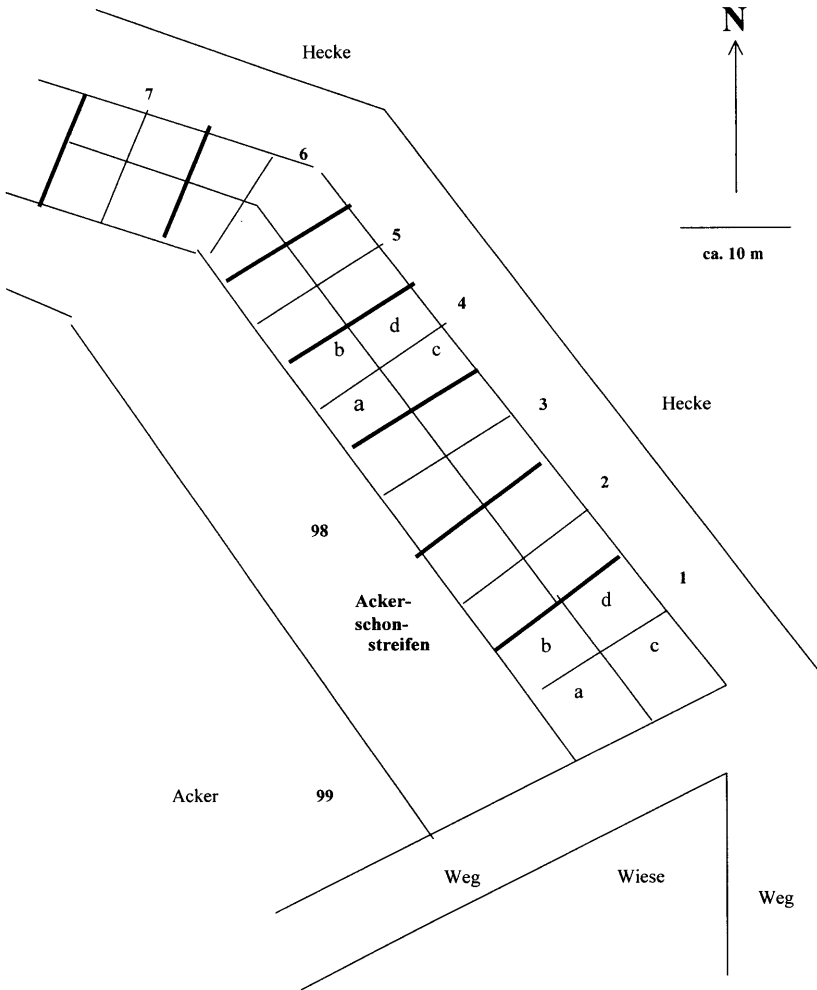 N
Hecke
7
6
ca. 10 m
5
4
d
b
c
a
3
Hecke
2
98
1
Acker-
schon-
streifen
d
b
c
a
Acker
99
Weg
Wiese
Weg